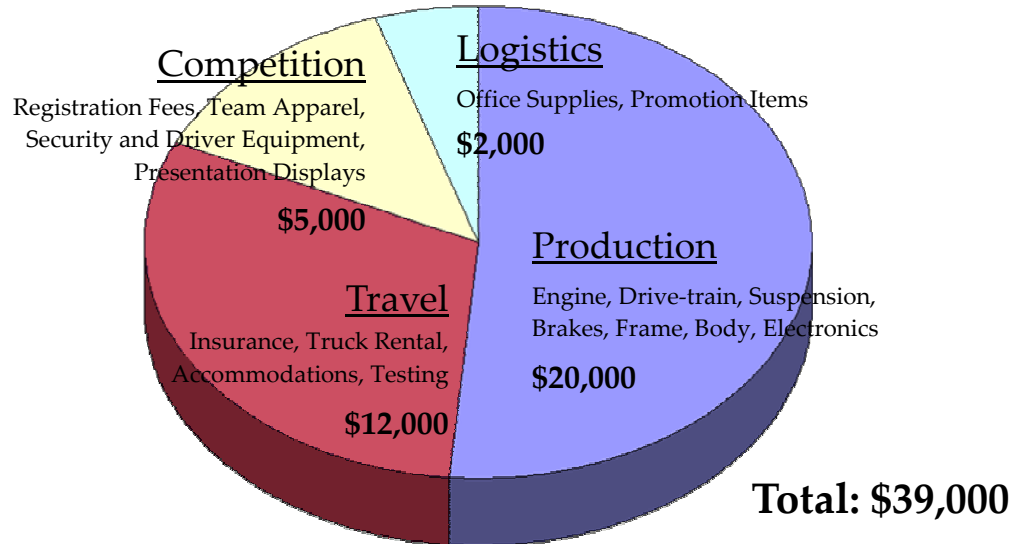 Competition
Registration Fees, Team Apparel,
Security and Driver Equipment,
Presentation Displays
$5,000
Logistics
Office Supplies, Promotion Items
$2,000
Production
Engine, Drive-train, Suspension,
Brakes, Frame, Body, Electronics
$20,000
Travel
Insurance, Truck Rental,
Accommodations, Testing
$12,000
Total: $39,000